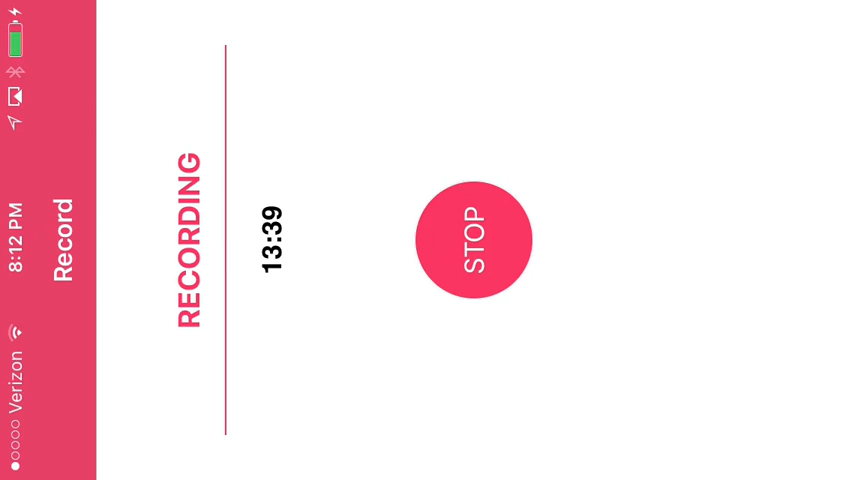 Verizon 8:12 PM
Record
RECORDING
13:39
STOP